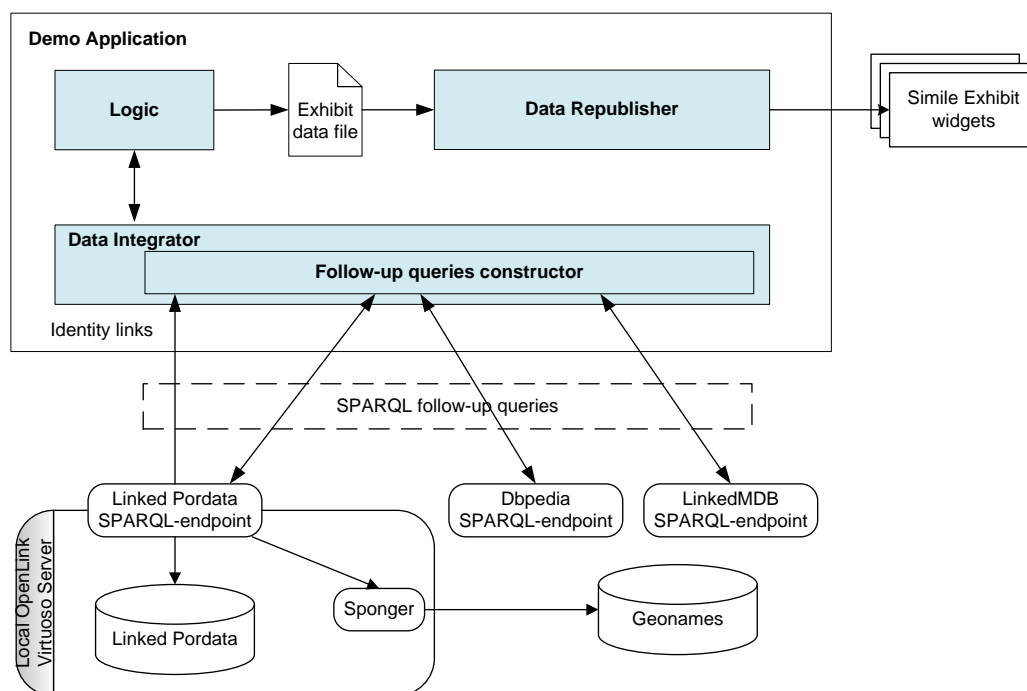 Demo Application
Logic
Exhibit
data file
Data Republisher
Simile Exhibit
widgets
Data Integrator
Follow-up queries constructor
Identity links
SPARQL follow-up queries
Linked Pordata
SPARQL-endpoint
Dbpedia
SPARQL-endpoint
LinkedMDB
SPARQL-endpoint
Local OpenLink
Virtuoso Server
Linked Pordata
Sponger
Geonames